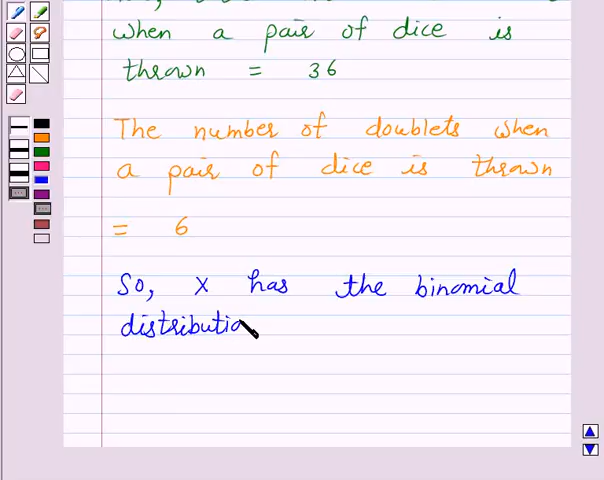 when a pair of dice is
thrown = 36
The number of doublets when
a pair of dice is thrown
= 6
So, X has the binomial
distributio